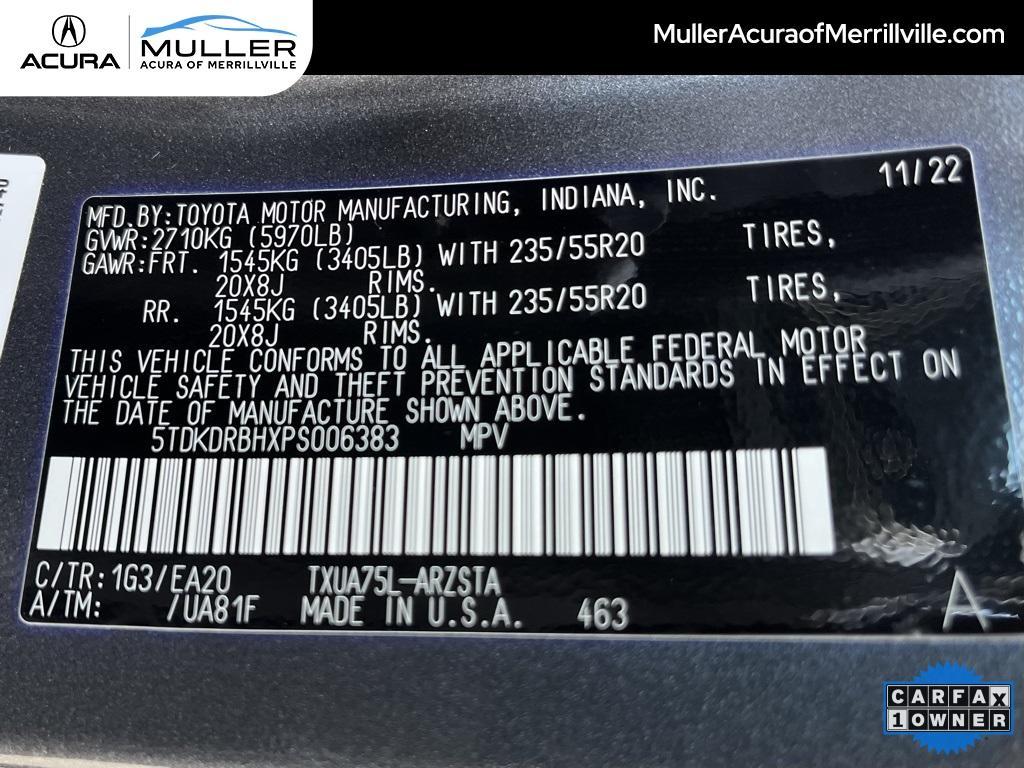 ACURA
MULLER
ACURA OF MERRILLVILLE
MullerAcuraofMerrillville.com
11/22
MFD. BY: TOYOTA MOTOR MANUFACTURING, INDIANA, INC.
GVWR: 2710KG (5970LB)
GAWR: FRT. 1545KG (3405LB) WITH 235/55R20 TIRES,
20X8J RIMS.
RR. 1545KG (3405LB) WITH 235/55R20 TIRES,
20X8J RIMS.
THIS VEHICLE CONFORMS TO ALL APPLICABLE FEDERAL MOTOR
VEHICLE SAFETY AND THEFT PREVENTION STANDARDS IN EFFECT ON
THE DATE OF MANUFACTURE SHOWN ABOVE.
5TDKDRBHXPS006383 MPV
C/TR: 1G3/EA20 TXUA75L-ARZSTA
A/TM: /UA81F MADE IN U.S.A. 463
A
CARFAX
1 OWNER